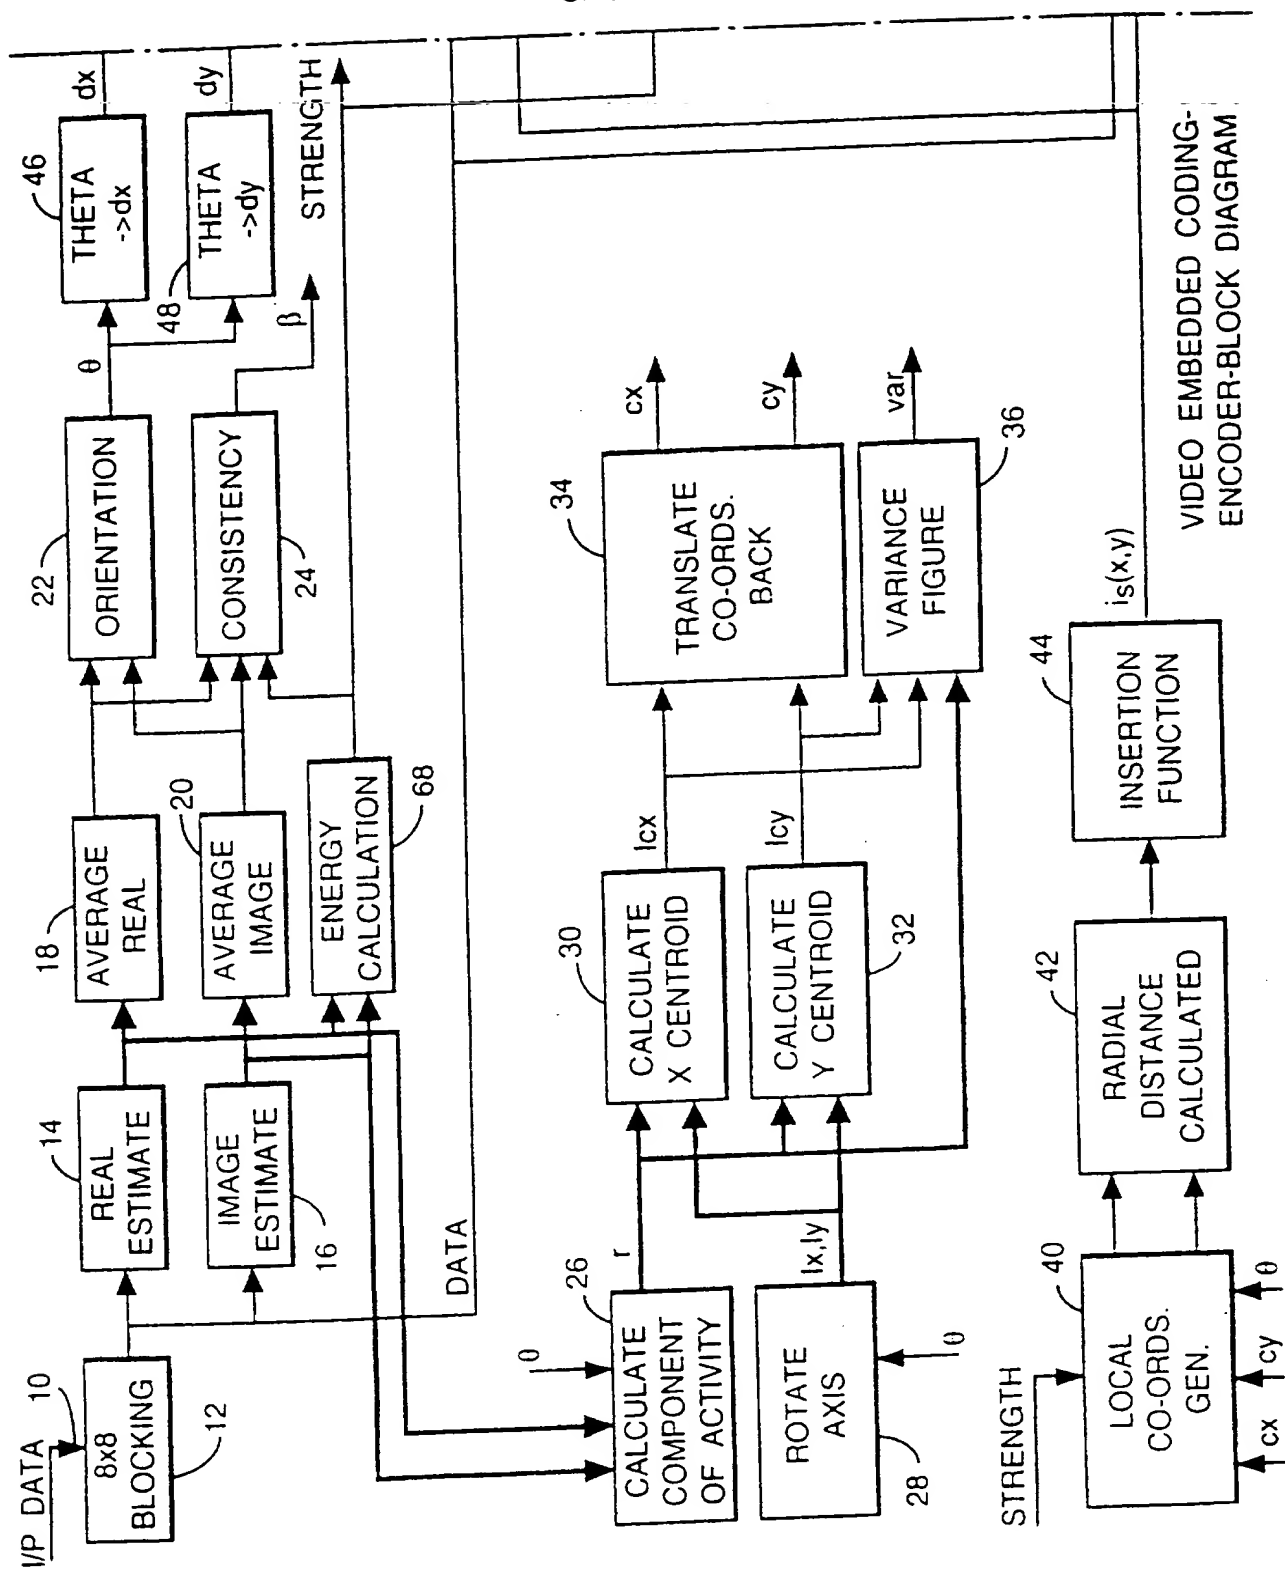 I/P DATA
10
8x8
BLOCKING
12
14
REAL
ESTIMATE
IMAGE
ESTIMATE
16
DATA
18
AVERAGE
REAL
20
AVERAGE
IMAGE
ENERGY
CALCULATION
68
22
ORIENTATION
CONSISTENCY
24
θ
β
46
THETA
->dx
48
THETA
->dy
dx
dy
STRENGTH
26
CALCULATE
COMPONENT
OF ACTIVITY
θ
r
ROTATE
AXIS
28
θ
lx,ly
30
CALCULATE
X CENTROID
CALCULATE
Y CENTROID
32
lcx
lcy
34
TRANSLATE
CO-ORDS.
BACK
VARIANCE
FIGURE
36
cx
cy
var
STRENGTH
40
LOCAL
CO-ORDS.
GEN.
cx
cy
θ
42
RADIAL
DISTANCE
CALCULATED
44
INSERTION
FUNCTION
is(x,y)
VIDEO EMBEDDED CODING-
ENCODER-BLOCK DIAGRAM